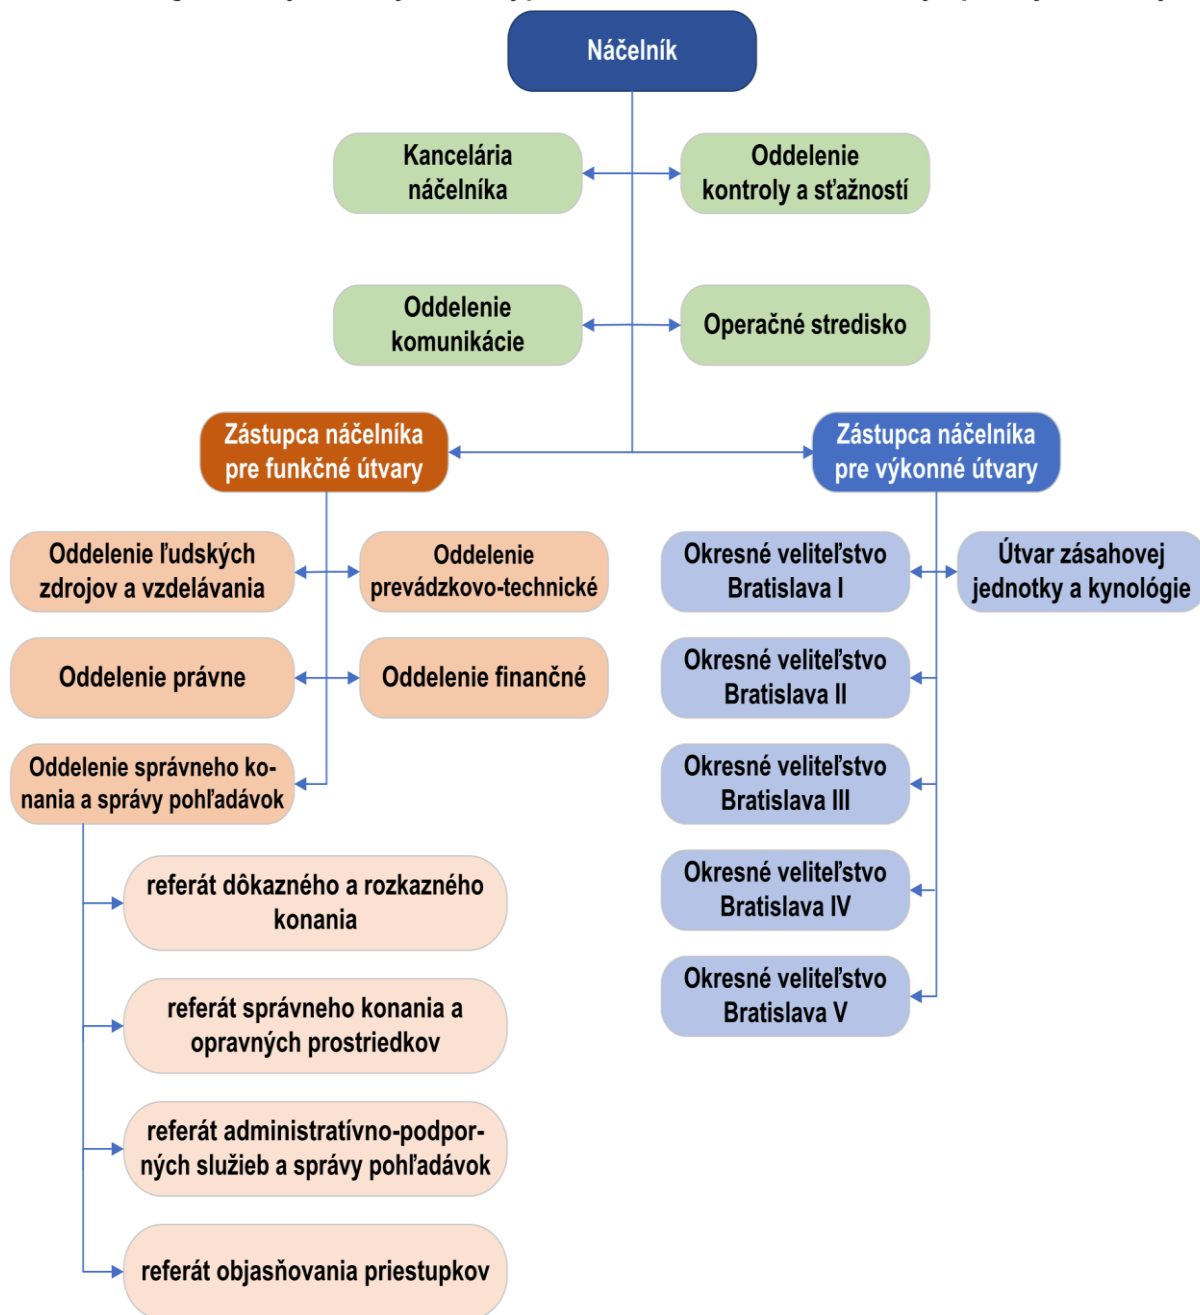 Náčelník
Kancelária
náčelníka
Oddelenie
kontroly a sťažností
Oddelenie
komunikácie
Operačné stredisko
Zástupca náčelníka
pre funkčné útvary
Zástupca náčelníka
pre výkonné útvary
Oddelenie ľudských
zdrojov a vzdelávania
Oddelenie
prevádzkovo-technické
Oddelenie právne
Oddelenie finančné
Oddelenie správneho ko-
nania a správy pohľadávok
referát dôkazného a rozkazného
konania
referát správneho konania a
opravných prostriedkov
referát administratívno-podpor-
ných služieb a správy pohľadávok
referát objasňovania priestupkov
Okresné veliteľstvo
Bratislava I
Útvar zásahovej
jednotky a kynológie
Okresné veliteľstvo
Bratislava II
Okresné veliteľstvo
Bratislava III
Okresné veliteľstvo
Bratislava IV
Okresné veliteľstvo
Bratislava V